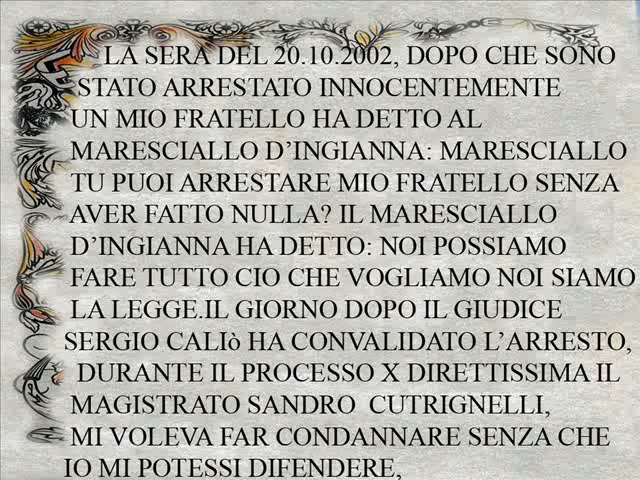 LA SERA DEL 20.10.2002, DOPO CHE SONO
STATO ARRESTATO INNOCENTEMENTE
UN MIO FRATELLO HA DETTO AL
MARESCIALLO D’INGIANNA: MARESCIALLO
TU PUOI ARRESTARE MIO FRATELLO SENZA
AVER FATTO NULLA? IL MARESCIALLO
D’INGIANNA HA DETTO: NOI POSSIAMO
FARE TUTTO CIO CHE VOGLIAMO NOI SIAMO
LA LEGGE.IL GIORNO DOPO IL GIUDICE
SERGIO CALIò HA CONVALIDATO L’ARRESTO,
DURANTE IL PROCESSO X DIRETTISSIMA IL
MAGISTRATO SANDRO CUTRIGNELLI,
MI VOLEVA FAR CONDANNARE SENZA CHE
IO MI POTESSI DIFENDERE,